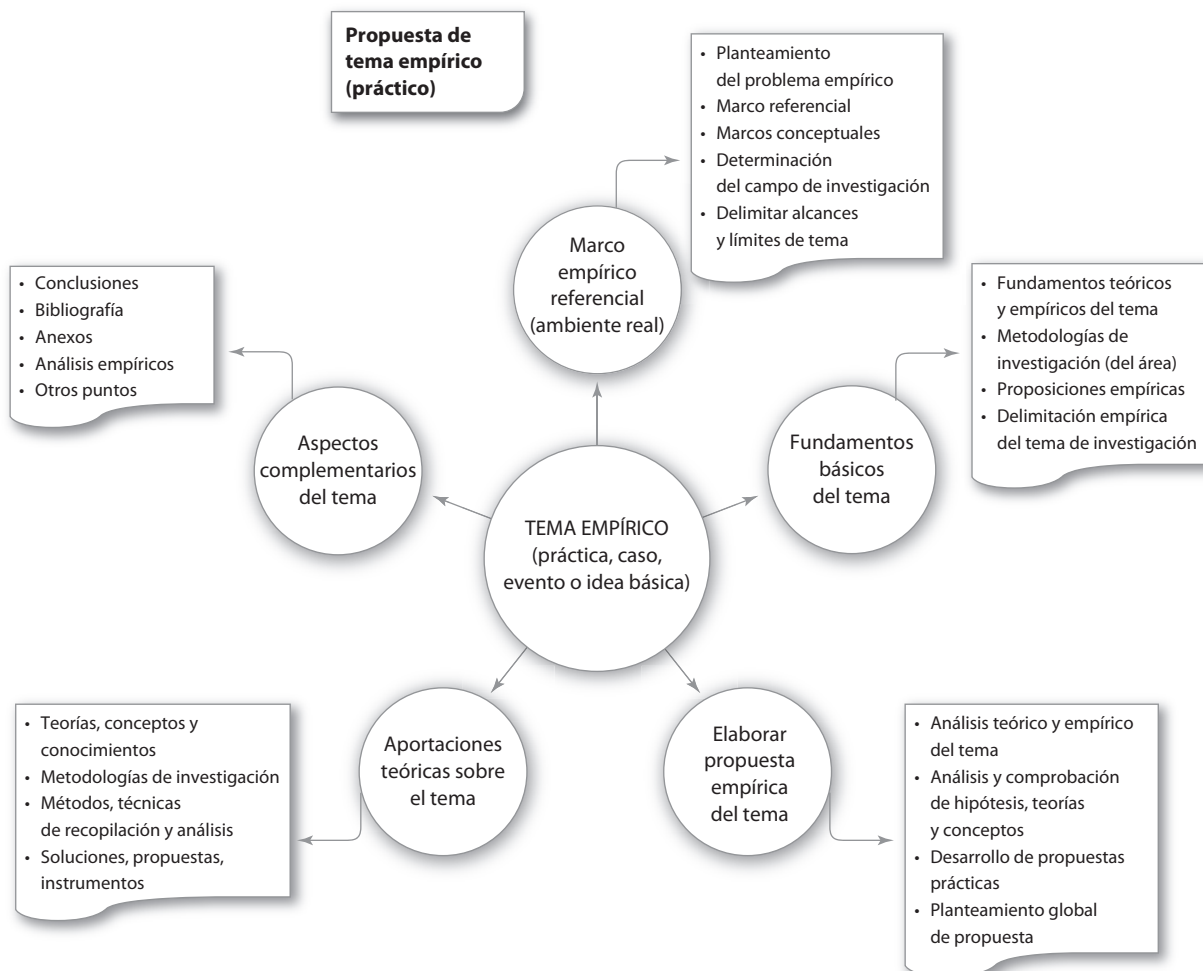 Propuesta de
tema empírico
(práctico)
• Planteamiento
del problema empírico
• Marco referencial
• Marcos conceptuales
• Determinación
del campo de investigación
• Delimitar alcances
y límites de tema
Marco
empírico
referencial
(ambiente real)
• Conclusiones
• Bibliografía
• Anexos
• Análisis empíricos
• Otros puntos
• Fundamentos teóricos
y empíricos del tema
• Metodologías de
investigación (del área)
• Proposiciones empíricas
• Delimitación empírica
del tema de investigación
Aspectos
complementarios
del tema
Fundamentos
básicos
del tema
TEMA EMPÍRICO
(práctica, caso,
evento o idea básica)
• Teorías, conceptos y
conocimientos
• Metodologías de investigación
• Métodos, técnicas
de recopilación y análisis
• Soluciones, propuestas,
instrumentos
Aportaciones
teóricas sobre
el tema
Elaborar
propuesta
empírica
del tema
• Análisis teórico y empírico
del tema
• Análisis y comprobación
de hipótesis, teorías
y conceptos
• Desarrollo de propuestas
prácticas
• Planteamiento global
de propuesta